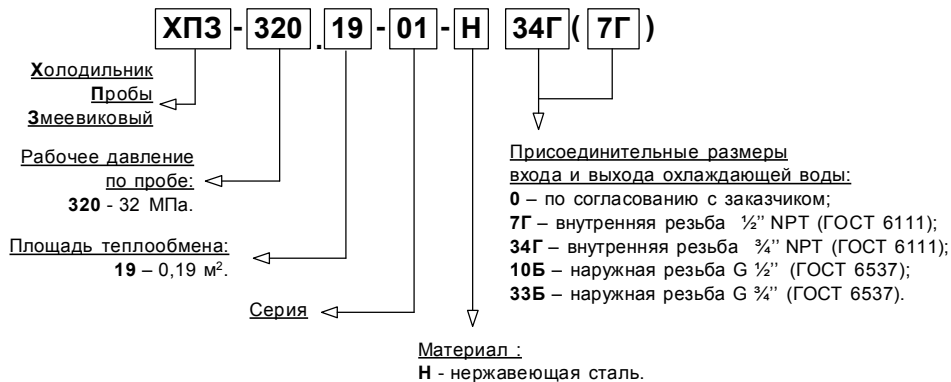 ХПЗ-320.19-01-Н 34Г(7Г)
Холодильник
Пробы
Змеевиковый
Рабочее давление
по пробе:
320 - 32 МПа.
Площадь теплообмена:
19 – 0,19 м².
Серия
Материал :
Н - нержавеющая сталь.
Присоединительные размеры
входа и выхода охлаждающей воды:
0 – по согласованию с заказчиком;
7Г – внутренняя резьба ½’’ NPT (ГОСТ 6111);
34Г – внутренняя резьба ¾’’ NPT (ГОСТ 6111);
10Б – наружная резьба G ½’’ (ГОСТ 6537);
33Б – наружная резьба G ¾’’ (ГОСТ 6537).